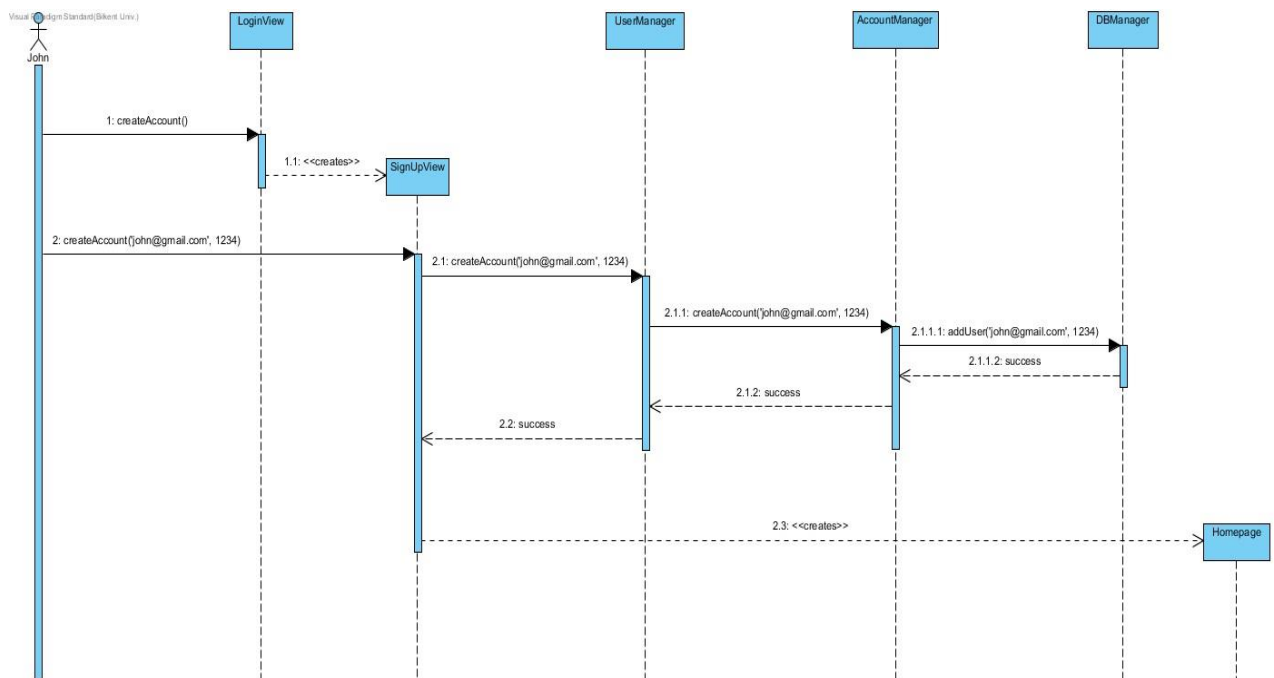 Visual Paradigm Standard(Bilkent Univ.)
LoginView
UserManager
AccountManager
DBManager
John
1: createAccount()
1.1: <<creates>>
SignUpView
2: createAccount('john@gmail.com', 1234)
2.1: createAccount('john@gmail.com', 1234)
2.1.1: createAccount('john@gmail.com', 1234)
2.1.1.1: addUser('john@gmail.com', 1234)
2.1.1.2: success
2.1.2: success
2.2: success
2.3: <<creates>>
Homepage